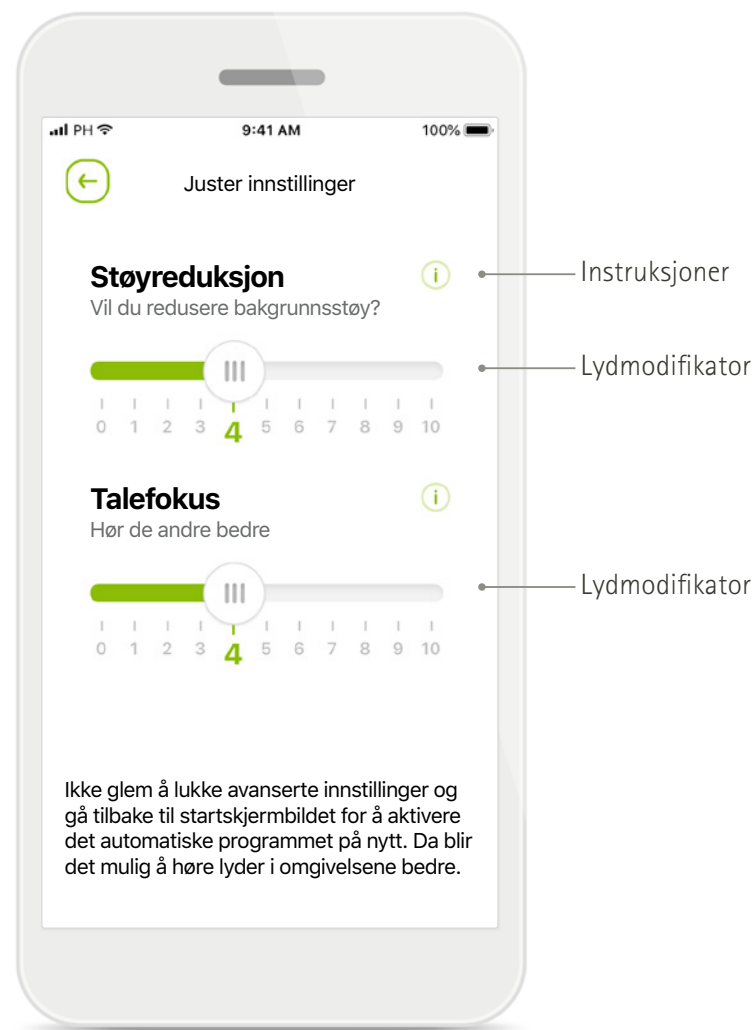 PH
9:41 AM
100%
Juster innstillinger
Støyreduksjon
Instruksjoner
Vil du redusere bakgrunnsstøy?
Lydmodifikator
0 1 2 3 4 5 6 7 8 9 10
Talefokus
Hør de andre bedre
Lydmodifikator
0 1 2 3 4 5 6 7 8 9 10
Ikke glem å lukke avanserte innstillinger og
gå tilbake til startskjermbildet for å aktivere
det automatiske programmet på nytt. Da blir
det mulig å høre lyder i omgivelsene bedre.